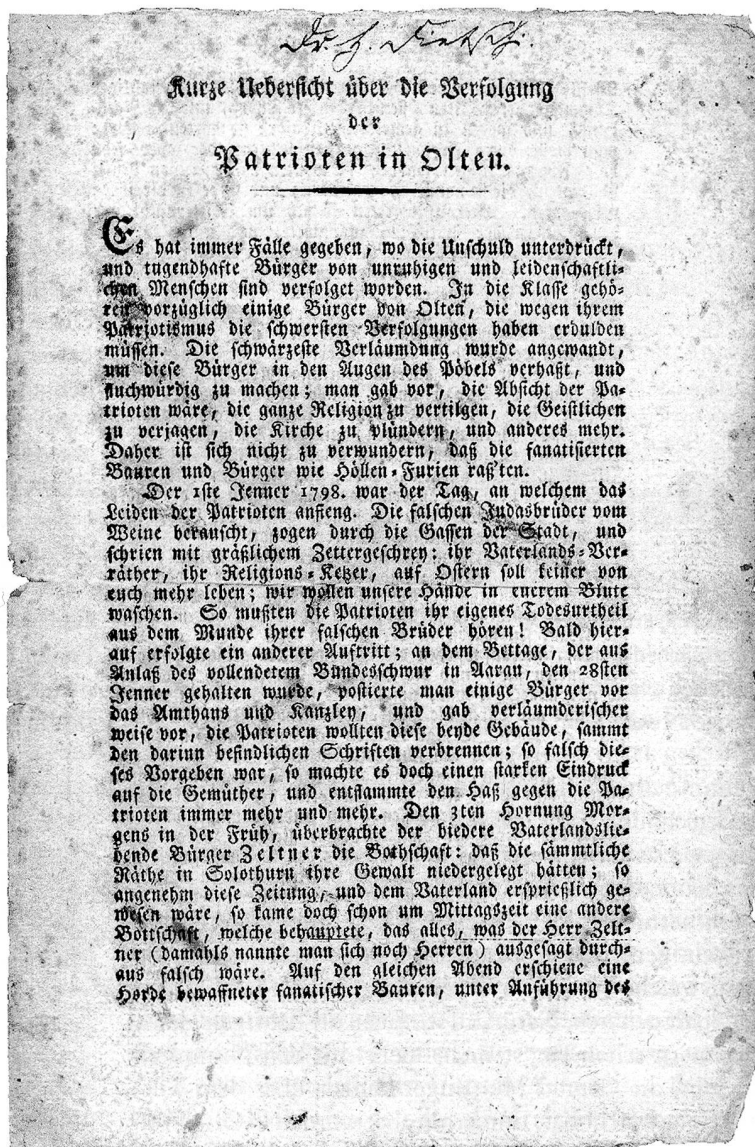 Dr. H. Dietschi.
Kurze Uebersicht über die Verfolgung
der
Patrioten in Olten.
Es hat immer Fälle gegeben, wo die Unschuld unterdrückt,
und tugendhafte Bürger von unruhigen und leidenschaftli-
chen Menschen sind verfolget worden. In die Klasse gehö-
ren vorzüglich einige Bürger von Olten, die wegen ihrem
Patriotismus die schwersten Verfolgungen haben erdulden
müssen. Die schwärzeste Verläumdung wurde angewandt,
um diese Bürger in den Augen des Pöbels verhaßt, und
fluchwürdig zu machen; man gab vor, die Absicht der Pa-
trioten wäre, die ganze Religion zu vertilgen, die Geistlichen
zu verjagen, die Kirche zu plündern, und anderes mehr.
Daher ist sich nicht zu verwundern, daß die fanatisierten
Bauren und Bürger wie Höllen-Furien raß'ten.
Der 1ste Jenner 1798. war der Tag, an welchem das
Leiden der Patrioten anfieng. Die falschen Judasbrüder vom
Weine berauscht, zogen durch die Gassen der Stadt, und
schrien mit gräßlichem Zettergeschrey: ihr Vaterlands-Ver-
räther, ihr Religions-Ketzer, auf Ostern soll keiner von
euch mehr leben; wir wollen unsere Hände in euerem Blute
waschen. So mußten die Patrioten ihr eigenes Todesurtheil
aus dem Munde ihrer falschen Brüder hören! Bald hier-
auf erfolgte ein anderer Auftritt; an dem Bettage, der aus
Anlaß des vollendetem Bundesschwur in Aarau, den 28sten
Jenner gehalten wurde, postierte man einige Bürger vor
das Amthaus und Kanzley, und gab verläumderischer
weise vor, die Patrioten wollten diese beyde Gebäude, sammt
den darinn befindlichen Schriften verbrennen; so falsch die-
ses Vorgeben war, so machte es doch einen starken Eindruck
auf die Gemüther, und entflammte den Haß gegen die Pa-
trioten immer mehr und mehr. Den 3ten Hornung Mor-
gens in der Früh, überbrachte der biedere Vaterlandslie-
bende Bürger Zeltner die Bothschaft: daß die sämmtliche
Räthe in Solothurn ihre Gewalt niedergelegt hätten; so
angenehm diese Zeitung, und dem Vaterland ersprießlich ge-
wesen wäre, so kame doch schon um Mittagszeit eine andere
Bottschaft, welche behauptete, das alles, was der Herr Zelt-
ner (damahls nannte man sich noch Herren) ausgesagt durch-
aus falsch wäre. Auf den gleichen Abend erschiene eine
Horde bewaffneter fanatischer Bauren, unter Anführung des